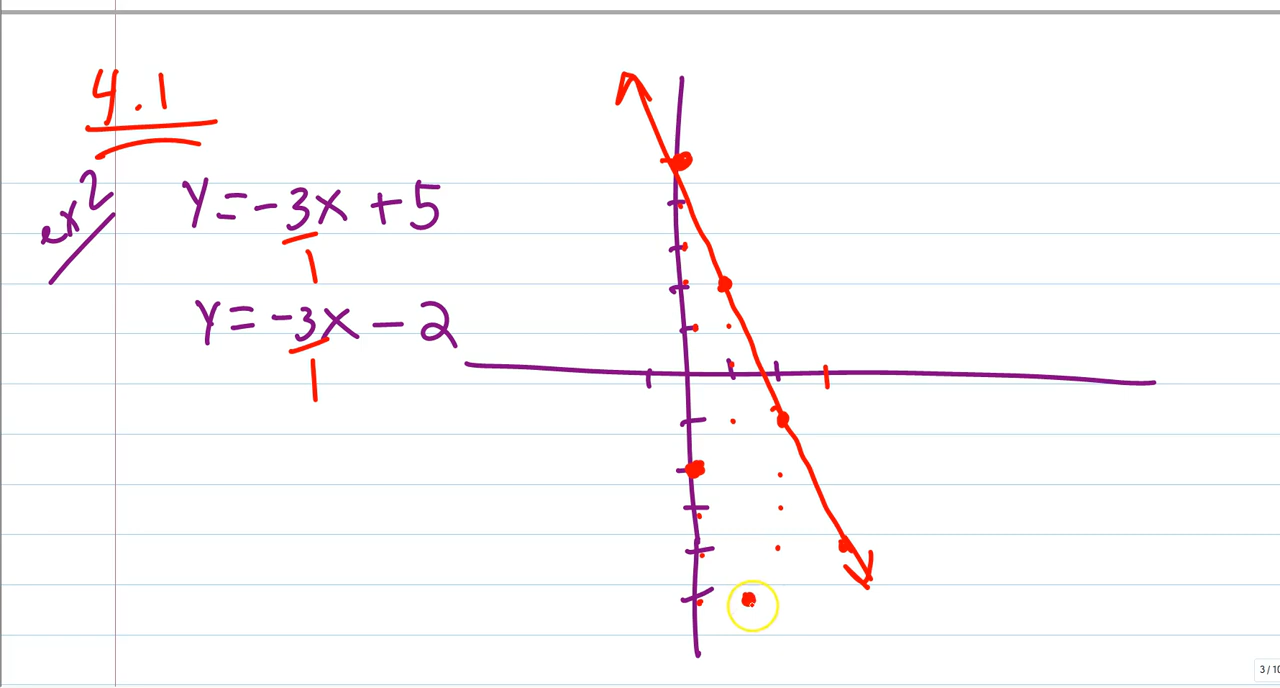 4.1
ex 2
Y = -3x + 5
1
Y = -3x - 2
1
3 / 10